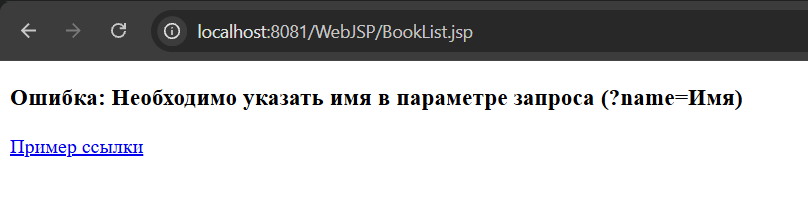 localhost:8081/WebJSP/BookList.jsp
Ошибка: Необходимо указать имя в параметре запроса (?name=Имя)
Пример ссылки